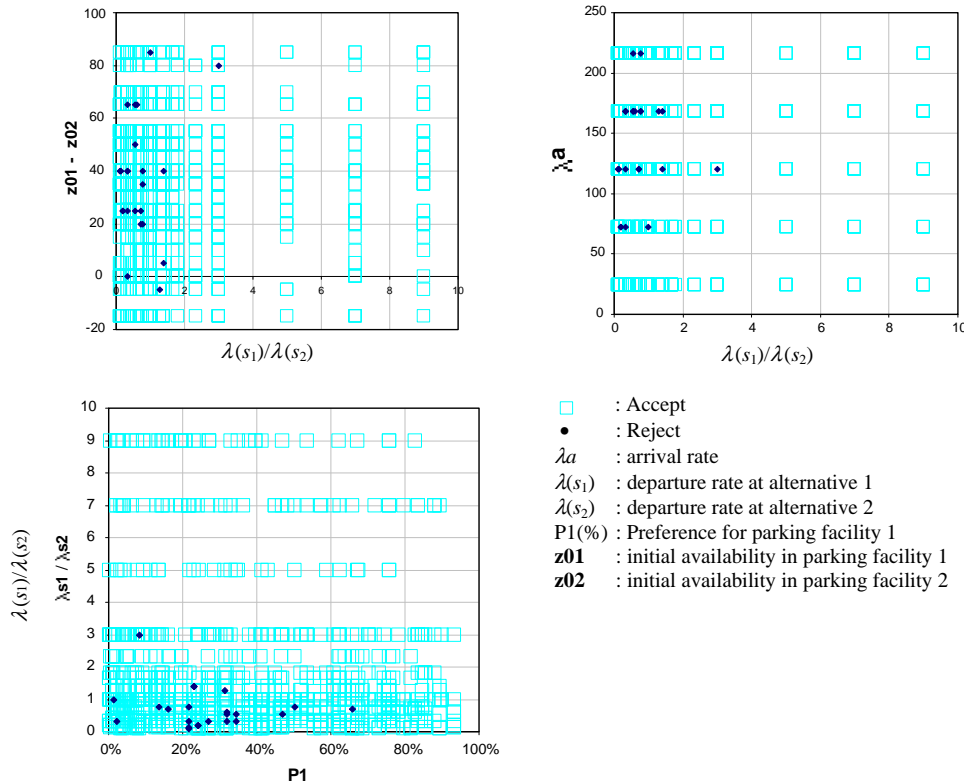 100
80
60
40
20
0
-20
z01 - z02
0 2 4 6 8 10
λ(s₁)/λ(s₂)
250
200
150
100
50
0
λa
0 2 4 6 8 10
λ(s₁)/λ(s₂)
10
9
8
7
6
5
4
3
2
1
0
λ(s₁)/λ(s₂)
λs1 / λs2
0% 20% 40% 60% 80% 100%
P1
: Accept
: Reject
λa : arrival rate
λ(s₁) : departure rate at alternative 1
λ(s₂) : departure rate at alternative 2
P1(%) : Preference for parking facility 1
z01 : initial availability in parking facility 1
z02 : initial availability in parking facility 2